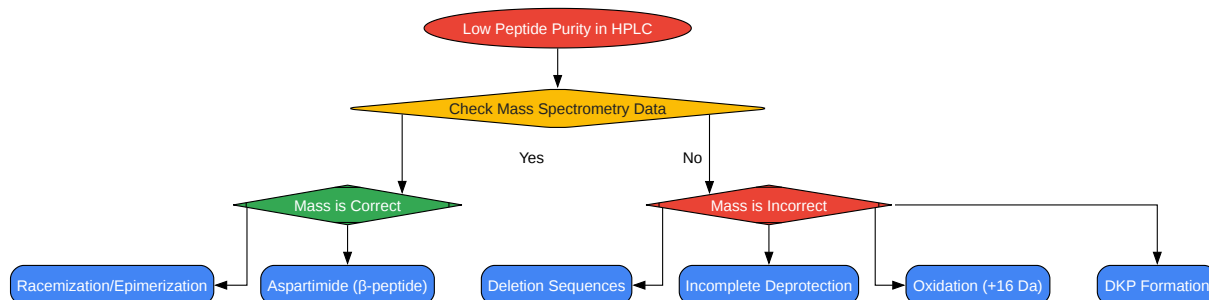 Low Peptide Purity in HPLC
Check Mass Spectrometry Data
Yes
No
Mass is Correct
Mass is Incorrect
Racemization/Epimerization
Aspartimide (β-peptide)
Deletion Sequences
Incomplete Deprotection
Oxidation (+16 Da)
DKP Formation